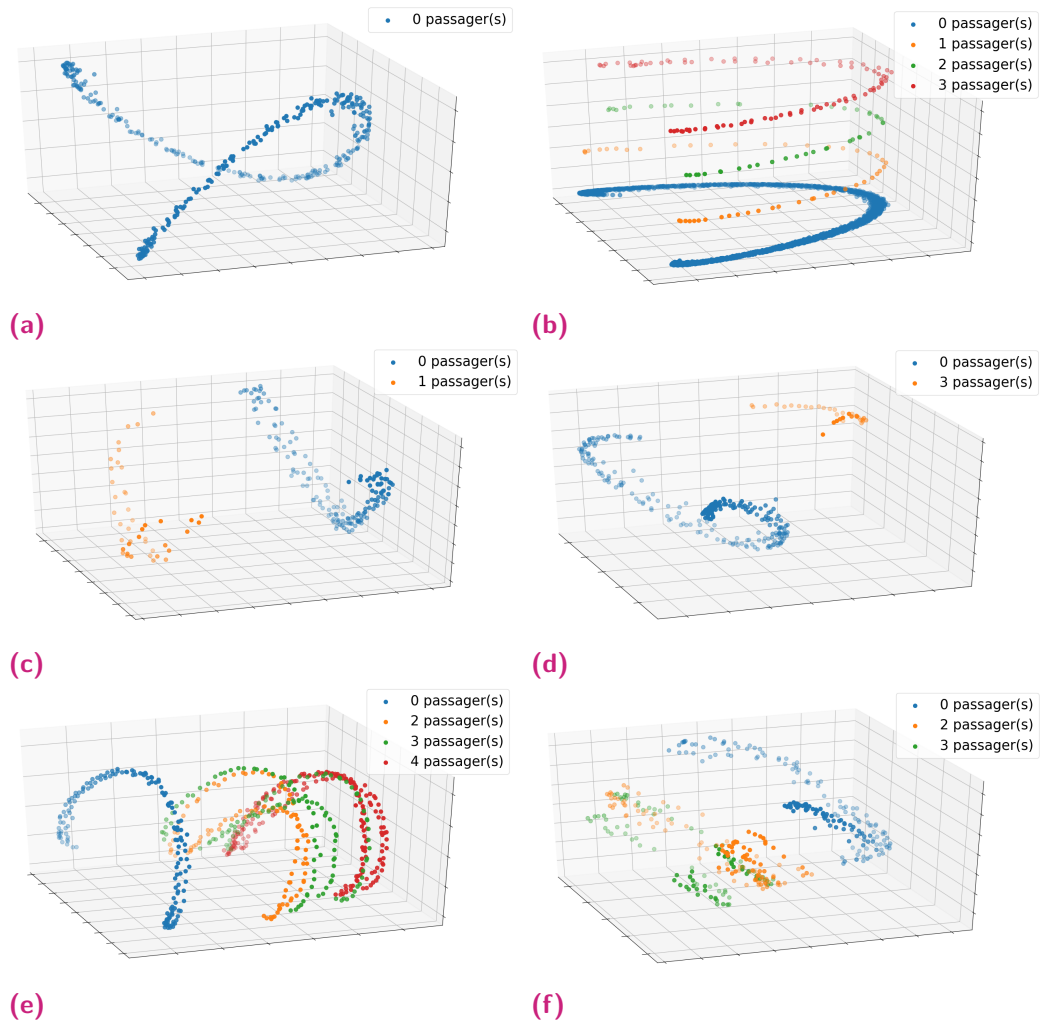 0 passager(s)
(a)
0 passager(s)
1 passager(s)
2 passager(s)
3 passager(s)
(b)
0 passager(s)
1 passager(s)
(c)
0 passager(s)
3 passager(s)
(d)
0 passager(s)
2 passager(s)
3 passager(s)
4 passager(s)
(e)
0 passager(s)
2 passager(s)
3 passager(s)
(f)